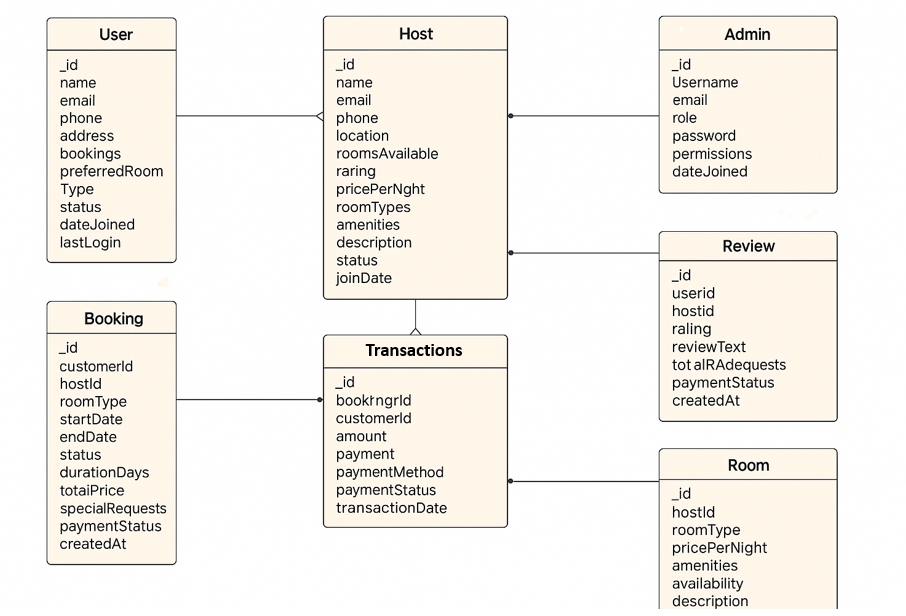 User
_id
name
email
phone
address
bookings
preferredRoom
Type
status
dateJoined
lastLogin
Host
_id
name
email
phone
location
roomsAvailable
raring
pricePerNght
roomTypes
amenities
description
status
joinDate
Admin
_id
Username
email
role
password
permissions
dateJoined
Review
_id
userid
hostid
raling
reviewText
tot alRAdequests
paymentStatus
createdAt
Booking
_id
customerId
hostId
roomType
startDate
endDate
status
durationDays
totaiPrice
specialRequests
paymentStatus
createdAt
Transactions
_id
bookrngrId
customerId
amount
payment
paymentMethod
paymentStatus
transactionDate
Room
_id
hostId
roomType
pricePerNight
amenities
availability
description